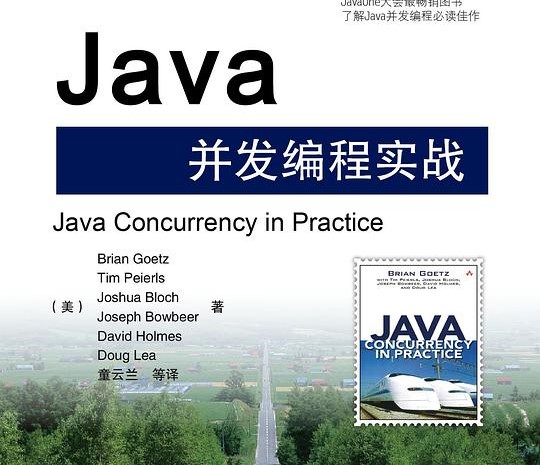 JavaOne大会最畅销图书
了解Java并发编程必读佳作
Java
并发编程实战
Java Concurrency in Practice
（美）
Brian Goetz
Tim Peierls
Joshua Bloch
Joseph Bowbeer
David Holmes
Doug Lea
著
童云兰 等译
BRIAN GOETZ
WITH TIM PEIERLS, JOSHUA BLOCH,
JOSEPH BOWBEER, DAVID HOLMES,
AND DOUG LEA
JAVA
CONCURRENCY
IN PRACTICE